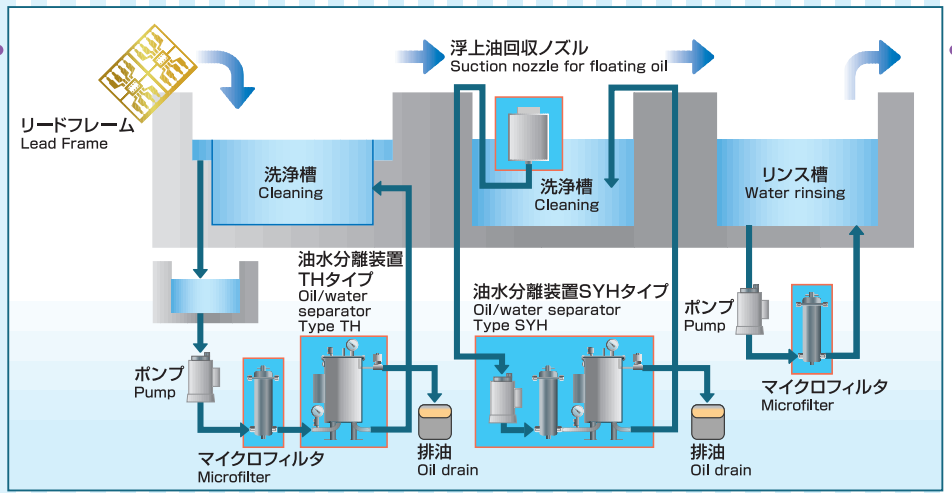 浮上油回収ノズル
Suction nozzle for floating oil
リードフレーム
Lead Frame
洗浄槽
Cleaning
洗浄槽
Cleaning
リンス槽
Water rinsing
油水分離装置
THタイプ
Oil/water
separator
Type TH
油水分離装置SYHタイプ
Oil/water separator
Type SYH
ポンプ
Pump
ポンプ
Pump
マイクロフィルタ
Microfilter
マイクロフィルタ
Microfilter
排油
Oil drain
排油
Oil drain